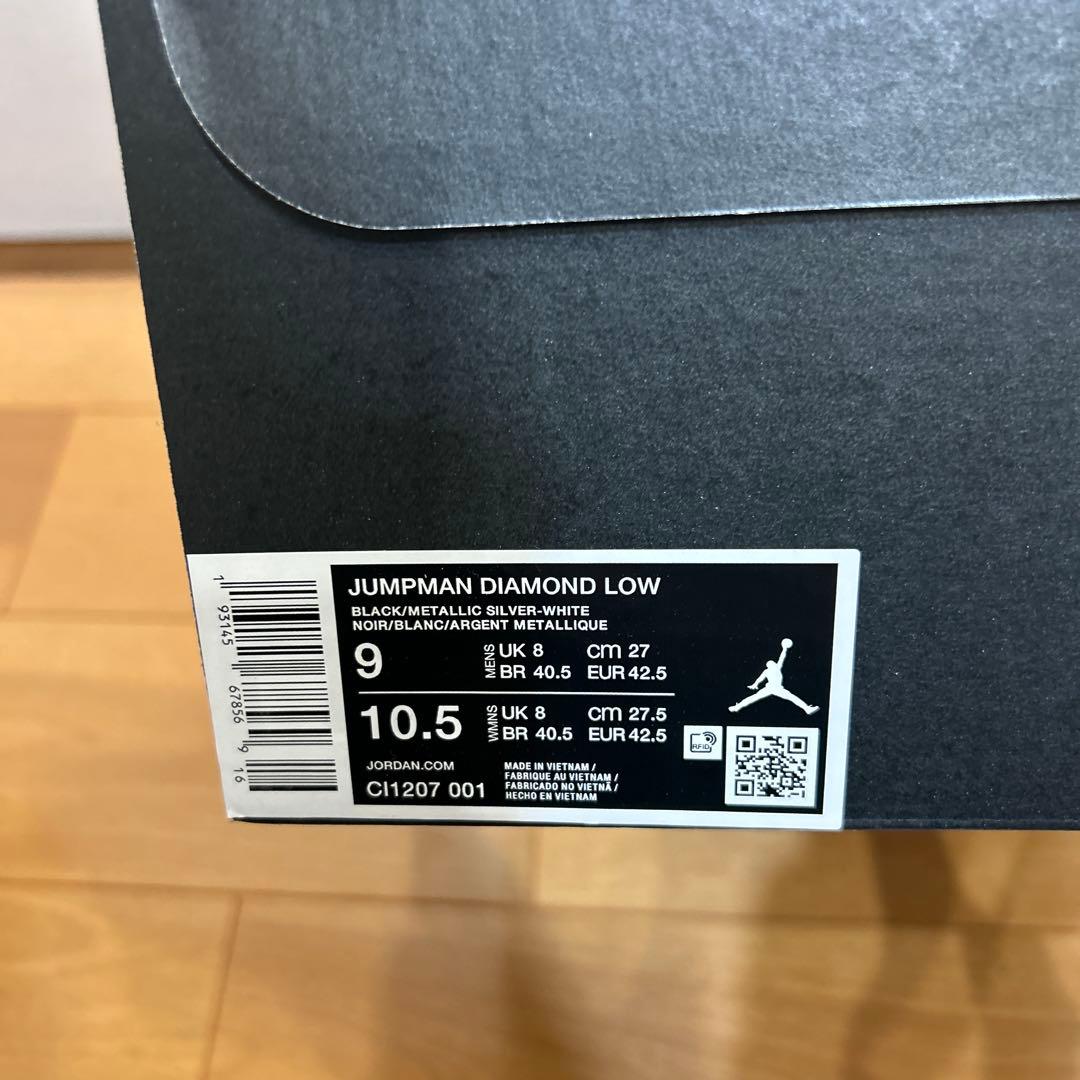 JUMPMAN DIAMOND LOW
BLACK/METALLIC SILVER-WHITE
NOIR/BLANC/ARGENT METALLIQUE
9 MENS UK 8 cm 27
BR 40.5 EUR 42.5
10.5 WMNS UK 8 cm 27.5
BR 40.5 EUR 42.5
JORDAN.COM
CI1207 001
MADE IN VIETNAM /
FABRIQUE AU VIETNAM /
FABRICADO NO VIETNÃ /
HECHO EN VIETNAM
RFID
1 93145 67856 9 16